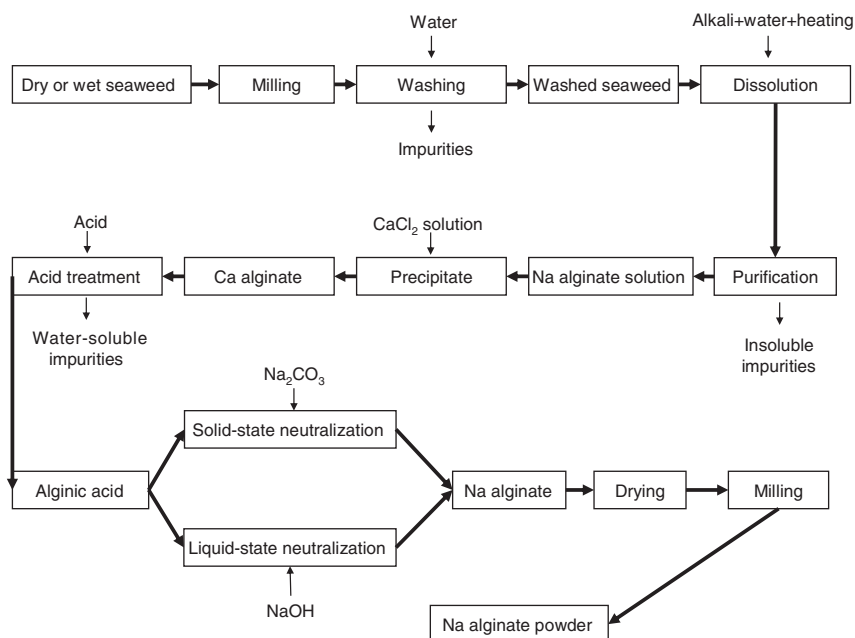 Water
Alkali+water+heating
Dry or wet seaweed
Milling
Washing
Washed seaweed
Dissolution
Impurities
Acid
CaCl₂ solution
Acid treatment
Ca alginate
Precipitate
Na alginate solution
Purification
Water-soluble
impurities
Insoluble
impurities
Na₂CO₃
Solid-state neutralization
Alginic acid
Na alginate
Drying
Milling
Liquid-state neutralization
NaOH
Na alginate powder